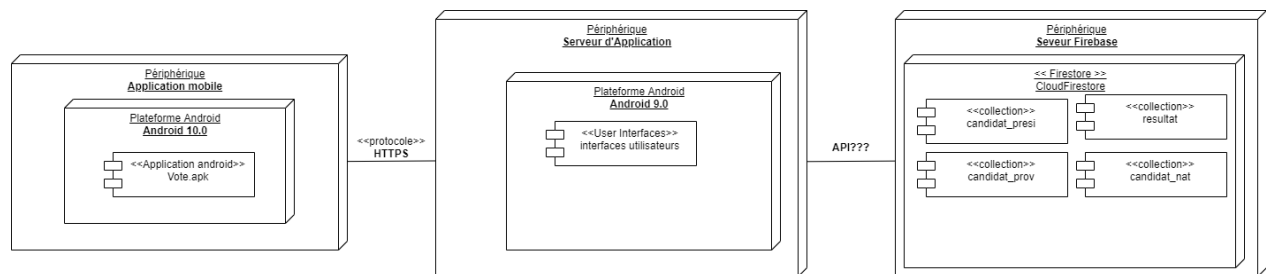 Périphérique
Application mobile
Plateforme Android
Android 10.0
<<Application android>>
Vote.apk
<<protocole>>
HTTPS
Périphérique
Serveur d'Application
Plateforme Android
Android 9.0
<<User Interfaces>>
interfaces utilisateurs
API???
Périphérique
Seveur Firebase
<< Firestore >>
CloudFirestore
<<collection>>
candidat_presi
<<collection>>
resultat
<<collection>>
candidat_prov
<<collection>>
candidat_nat